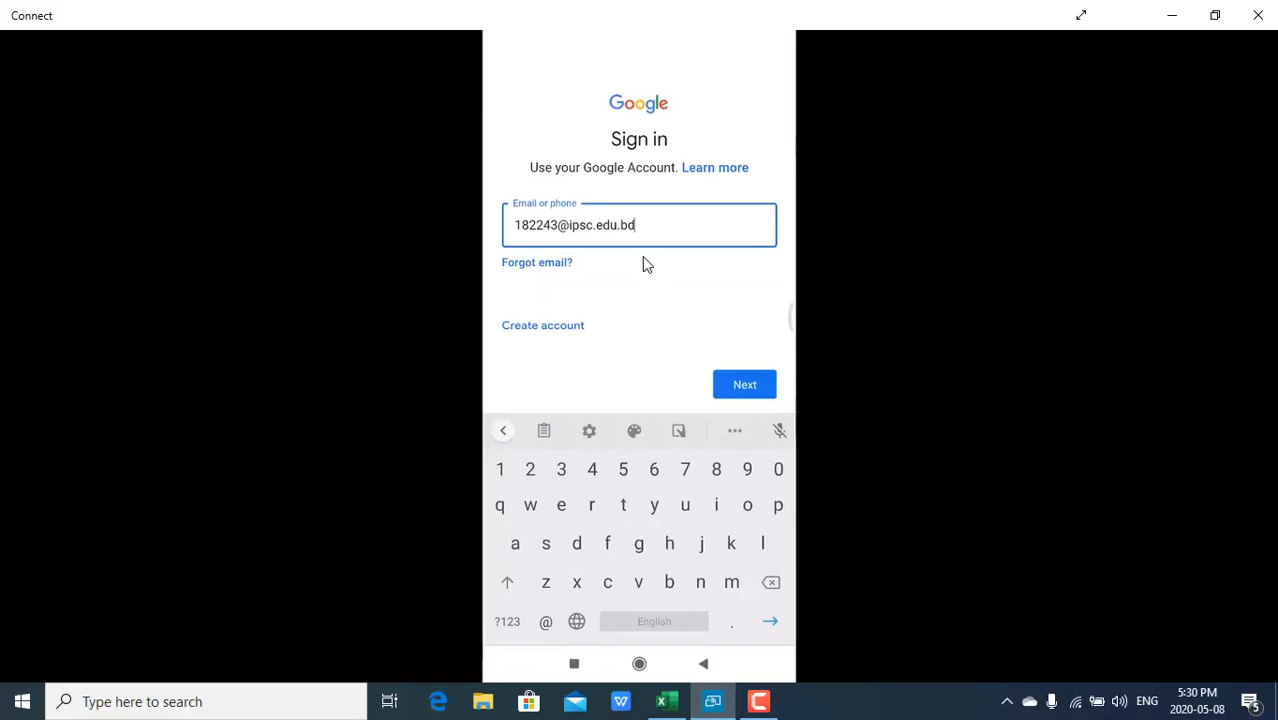 Connect
Google
Sign in
Use your Google Account. Learn more
Email or phone
182243@ipsc.edu.bd
Forgot email?
Create account
Next
1 2 3 4 5 6 7 8 9 0
q w e r t y u i o p
a s d f g h j k l
z x c v b n m
?123 @ English .
Type here to search
ENG
5:30 PM
2020-05-08
5